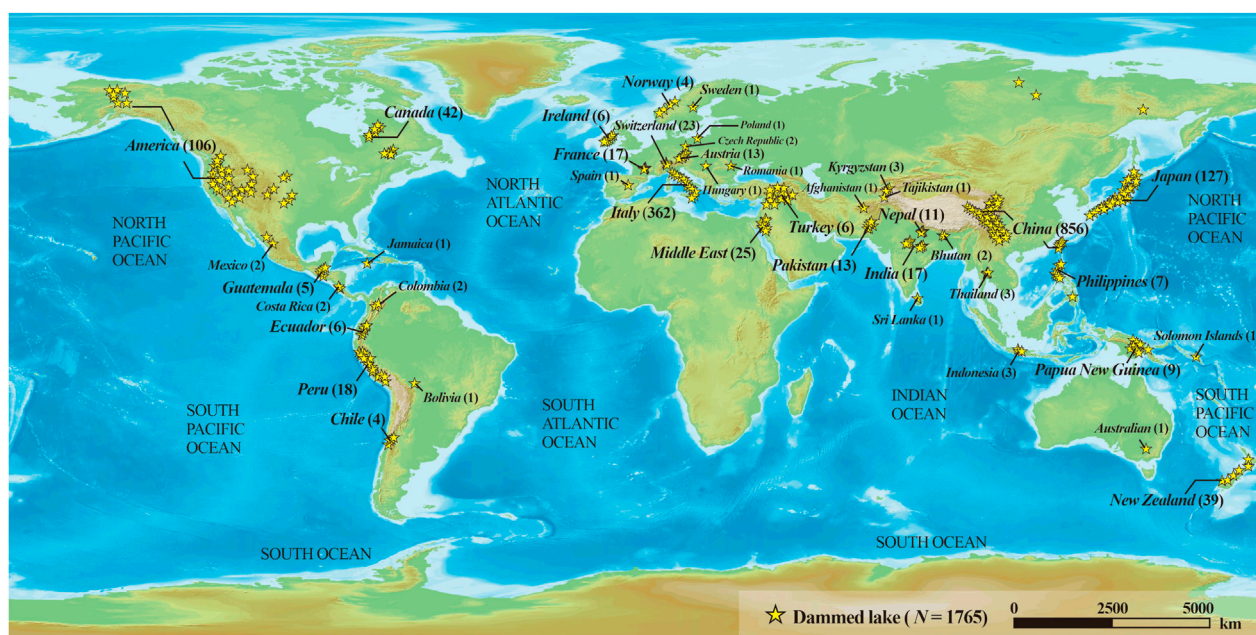 Norway (4)
Sweden (1)
Canada (42)
Ireland (6)
Poland (1)
Switzerland (23)
Czech Republic (2)
America (106)
France (17)
Austria (13)
Romania (1)
Kyrgyzstan (3)
Spain (1)
Hungary (1)
Afghanistan (1)
Tajikistan (1)
Japan (127)
NORTH
ATLANTIC
OCEAN
Italy (362)
Turkey (6)
Nepal (11)
China (856)
NORTH
PACIFIC
OCEAN
NORTH
PACIFIC
OCEAN
Jamaica (1)
Middle East (25)
Pakistan (13)
India (17)
Bhutan (2)
Mexico (2)
Guatemala (5)
Colombia (2)
Thailand (3)
Philippines (7)
Costa Rica (2)
Sri Lanka (1)
Ecuador (6)
Solomon Islands (1
Indonesia (3)
Papua New Guinea (9)
Peru (18)
Bolivia (1)
INDIAN
OCEAN
SOUTH
PACIFIC
OCEAN
SOUTH
PACIFIC
OCEAN
SOUTH
ATLANTIC
OCEAN
Chile (4)
Australian (1)
New Zealand (39)
SOUTH OCEAN
SOUTH OCEAN
Dammed lake ( N = 1765)
0 2500 5000
km